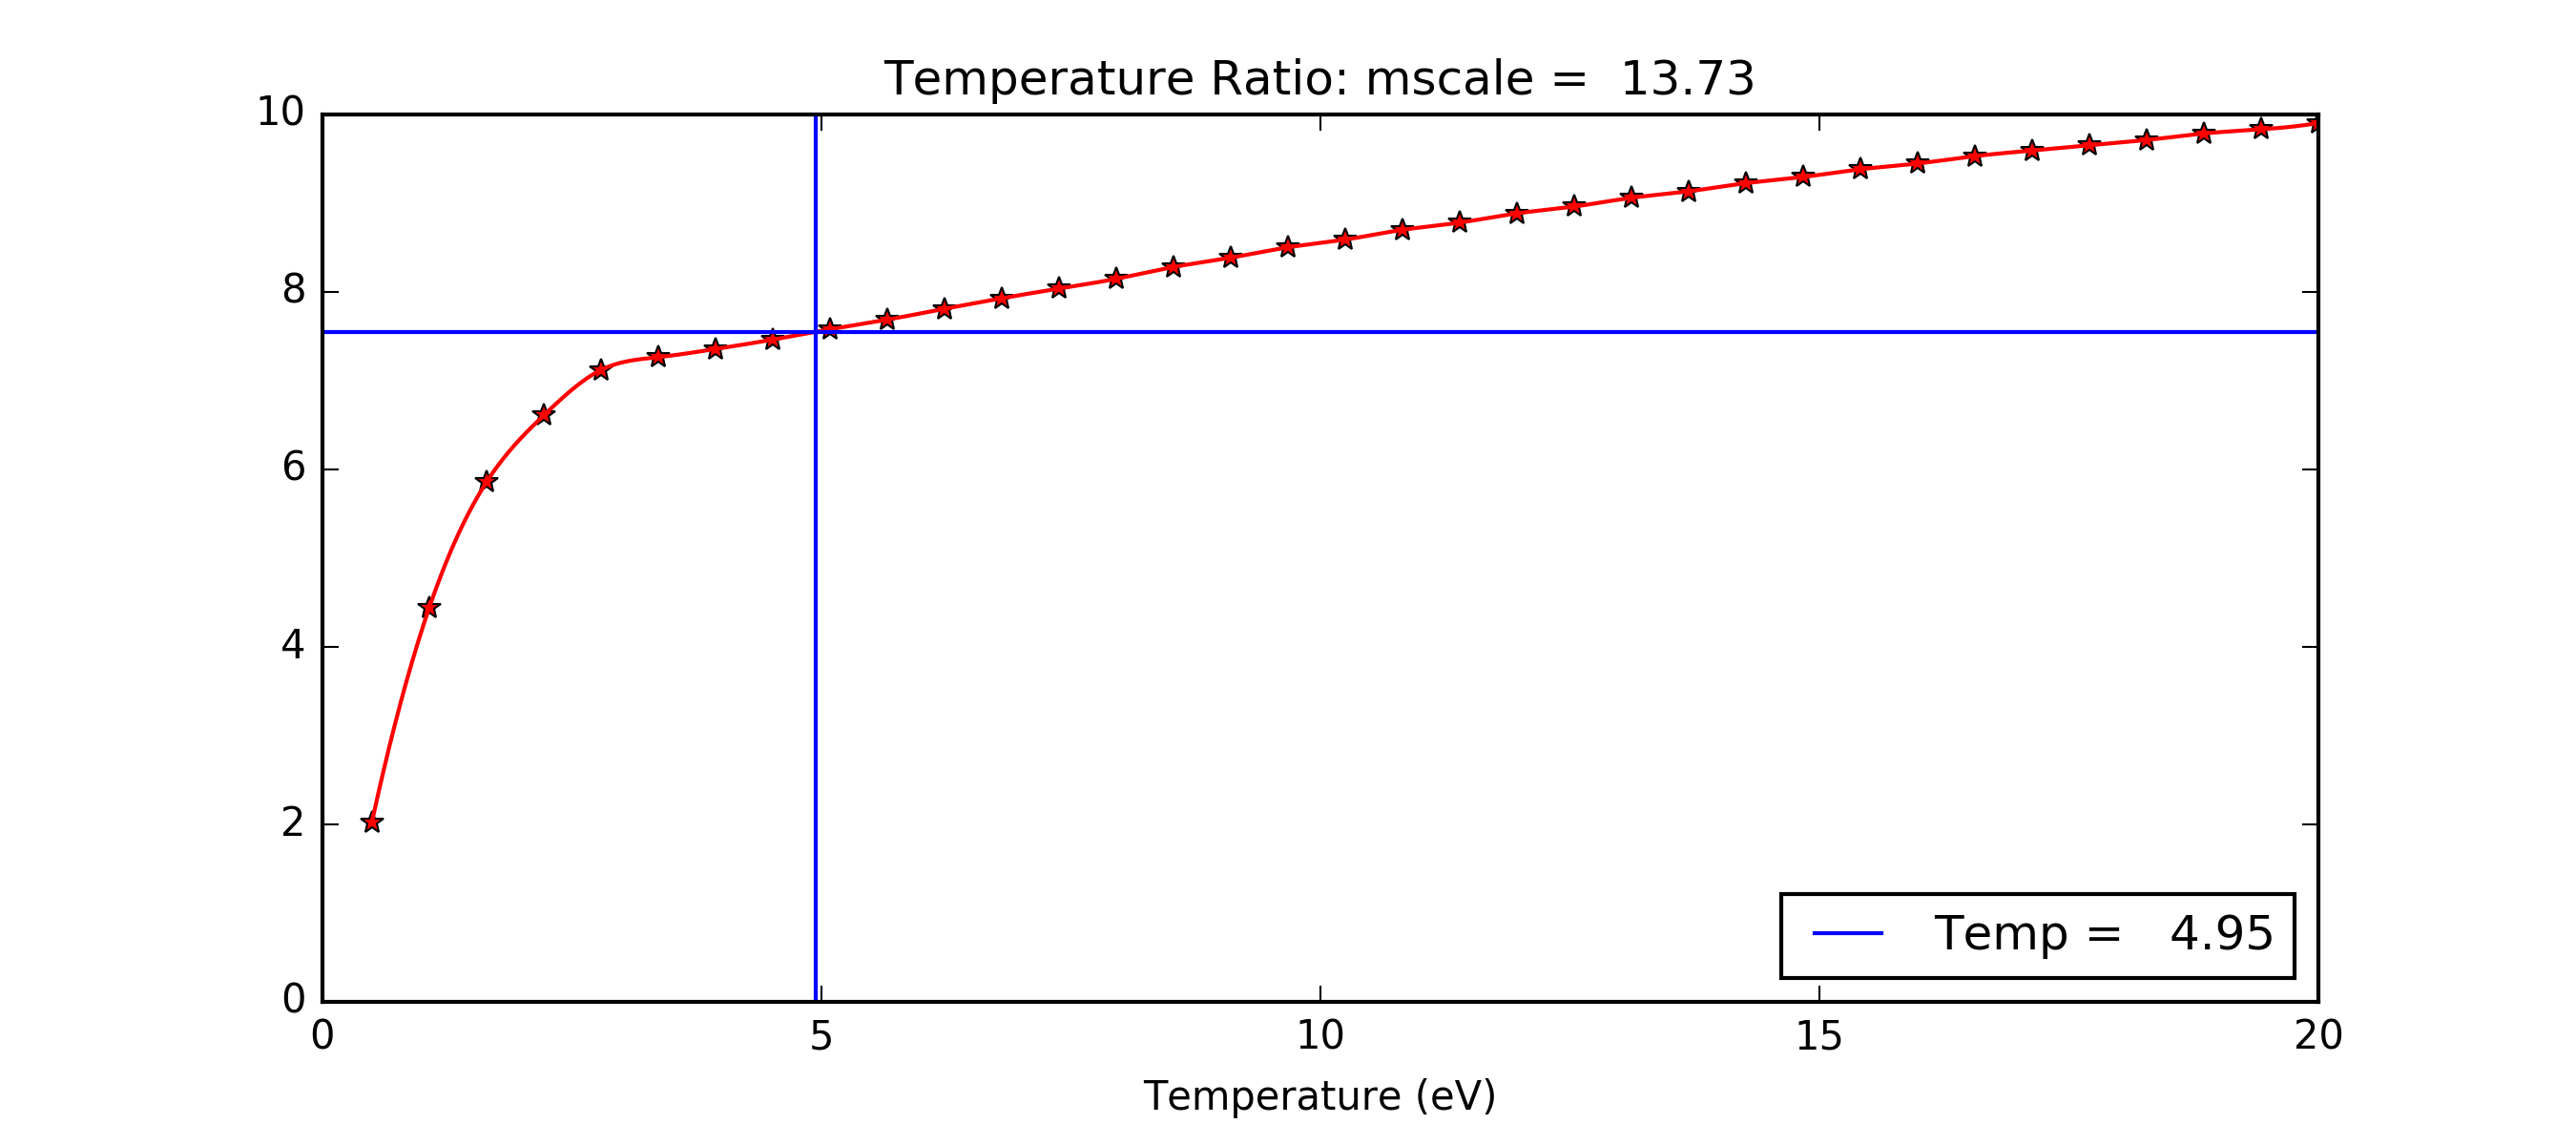 Temperature Ratio: mscale = 13.73
10
8
6
4
2
0
0 5 10 15 20
Temperature (eV)
Temp = 4.95